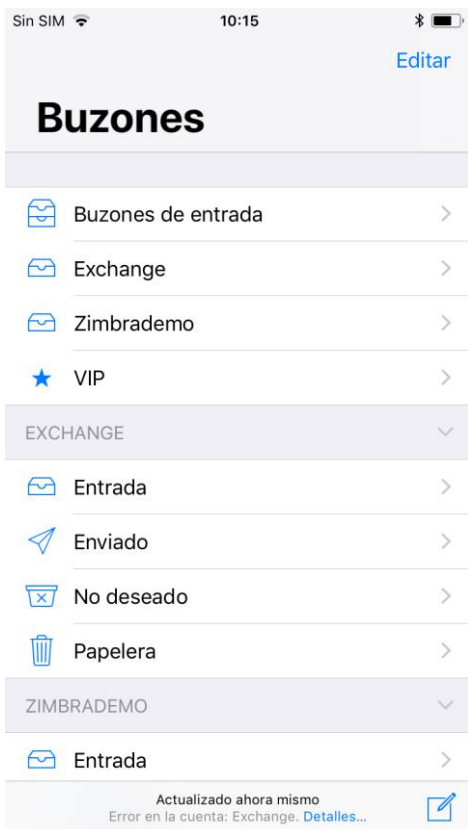 Sin SIM 10:15
Editar
Buzones
Buzones de entrada
Exchange
Zimbrademo
VIP
EXCHANGE
Entrada
Enviado
No deseado
Papelera
ZIMBRADEMO
Entrada
Actualizado ahora mismo
Error en la cuenta: Exchange. Detalles...